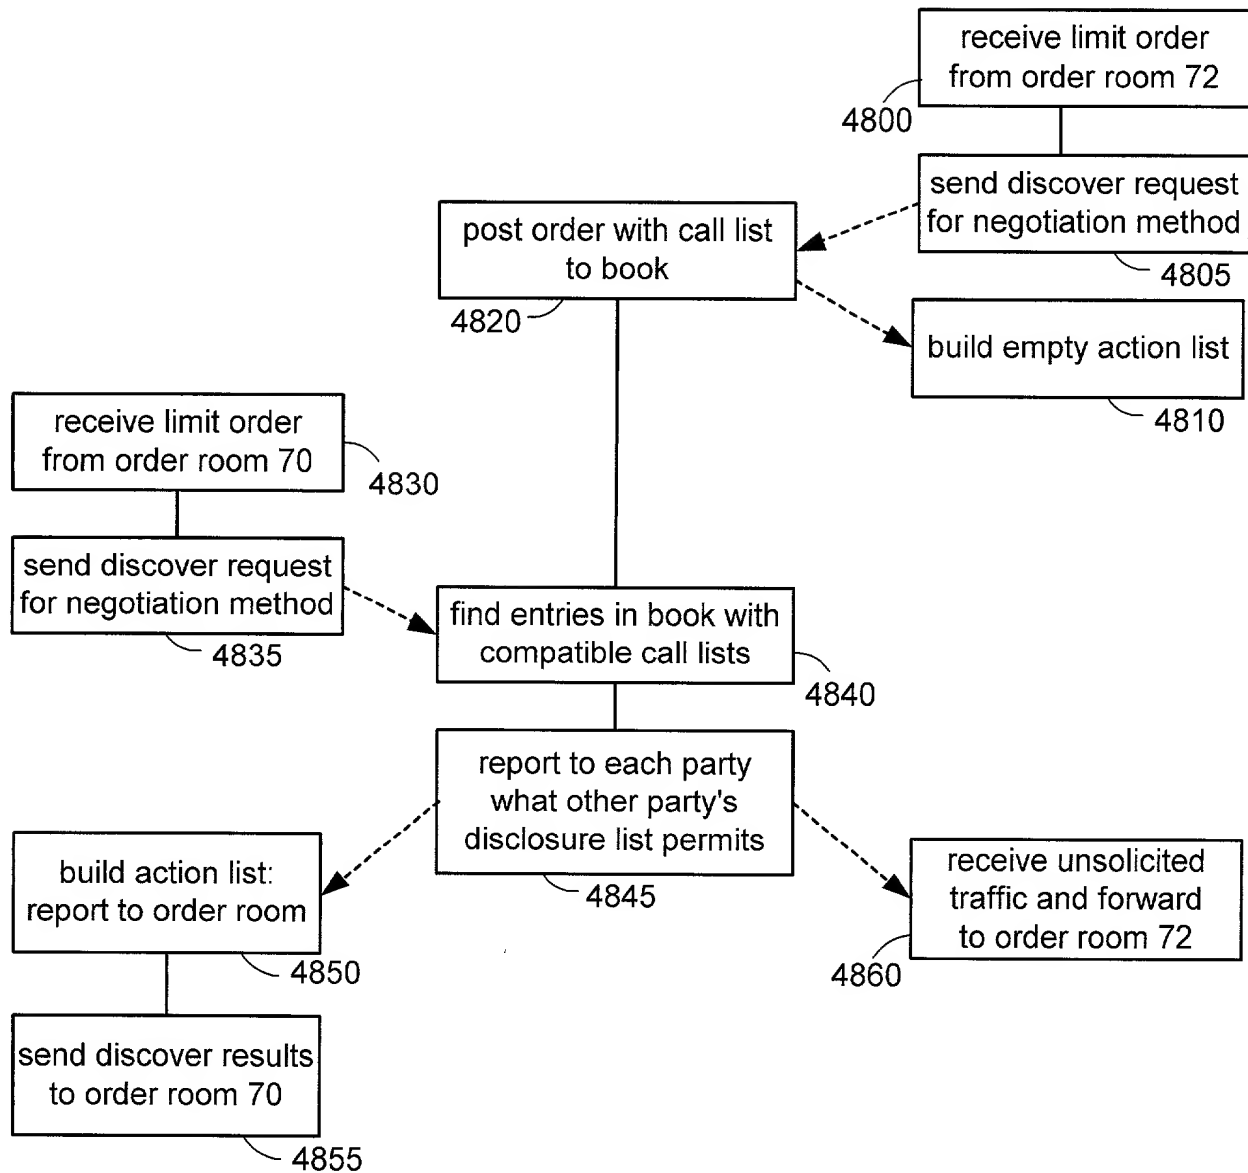 receive limit order
from order room 72
4800
send discover request
for negotiation method
4805
post order with call list
to book
4820
build empty action list
4810
receive limit order
from order room 70
4830
send discover request
for negotiation method
4835
find entries in book with
compatible call lists
4840
report to each party
what other party's
disclosure list permits
4845
build action list:
report to order room
4850
receive unsolicited
traffic and forward
to order room 72
4860
send discover results
to order room 70
4855